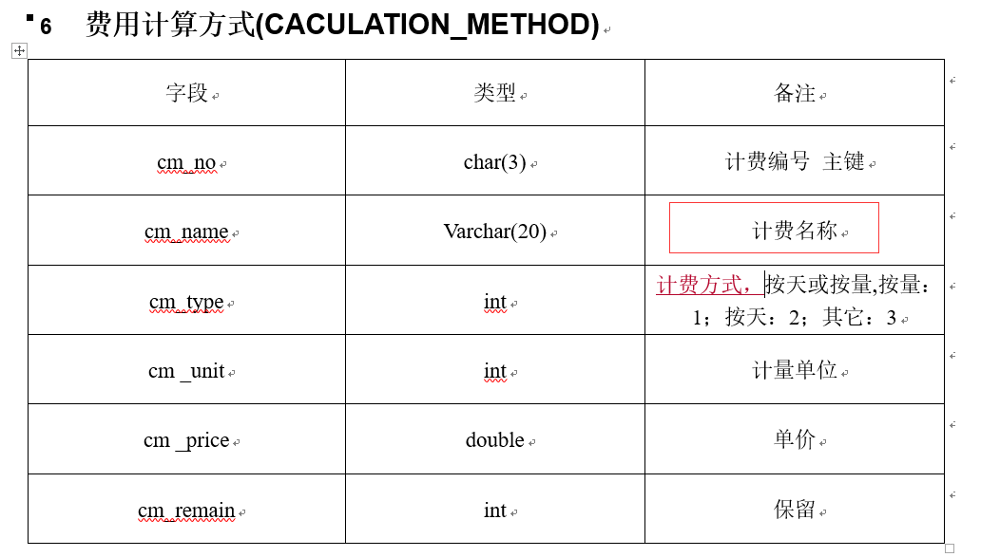 6 费用计算方式(CACULATION_METHOD)
字段 类型 备注
cm_no char(3) 计费编号 主键
cm_name Varchar(20) 计费名称
cm_type int 计费方式，按天或按量,按量：
1；按天：2；其它：3
cm _unit int 计量单位
cm _price double 单价
cm_remain int 保留